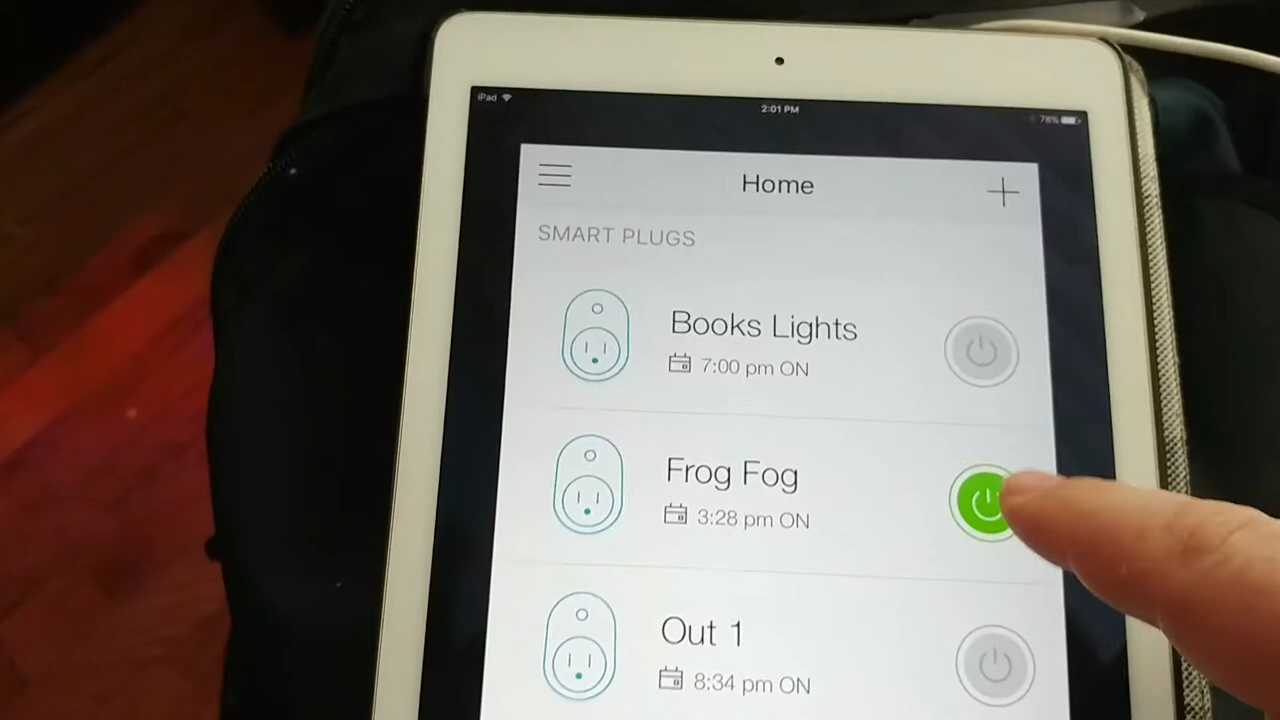 iPad
2:01 PM
78%
Home
SMART PLUGS
Books Lights
7:00 pm ON
Frog Fog
3:28 pm ON
Out 1
8:34 pm ON